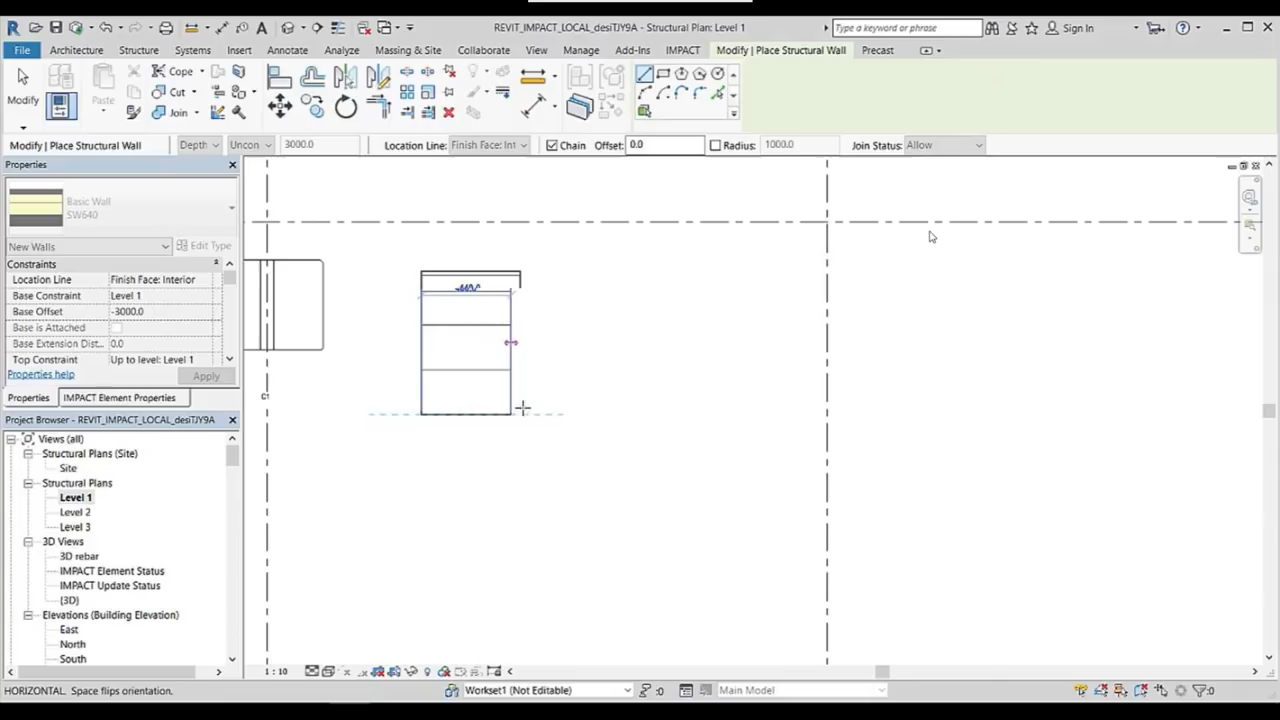 REVIT_IMPACT_LOCAL_desiTJY9A - Structural Plan: Level 1
Type a keyword or phrase
Sign In
File Architecture Structure Systems Insert Annotate Analyze Massing & Site Collaborate View Manage Add-Ins IMPACT Modify | Place Structural Wall Precast
Modify
Paste
Cope
Cut
Join
Modify | Place Structural Wall Depth Uncon 3000.0 Location Line: Finish Face: Int Chain Offset: 0.0 Radius: 1000.0 Join Status: Allow
Properties
Basic Wall
SW640
New Walls Edit Type
Constraints
Location Line Finish Face: Interior
Base Constraint Level 1
Base Offset -3000.0
Base is Attached
Base Extension Dist... 0.0
Top Constraint Up to level: Level 1
Properties help Apply
Properties IMPACT Element Properties
Project Browser - REVIT_IMPACT_LOCAL_desiTJY9A
Views (all)
Structural Plans (Site)
Site
Structural Plans
Level 1
Level 2
Level 3
3D Views
3D rebar
IMPACT Element Status
IMPACT Update Status
{3D}
Elevations (Building Elevation)
East
North
South
1 : 10
HORIZONTAL. Space flips orientation.
Workset1 (Not Editable) :0 Main Model :0